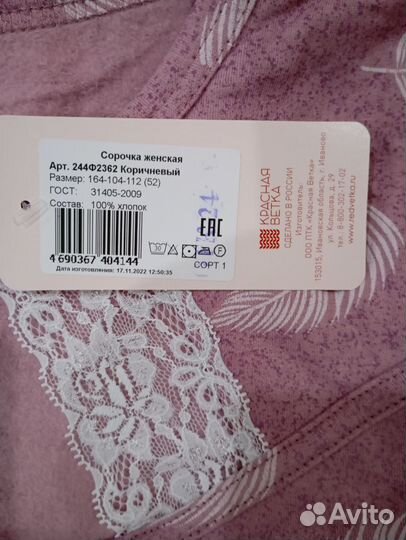 Сорочка женская
Арт. 244Ф2362 Коричневый
Размер: 164-104-112 (52)
ГОСТ: 31405-2009
Состав: 100% хлопок
EAC
4 690367 404144
СОРТ 1
Дата изготовления: 17.11.2022 12:50:35
КРАСНАЯ
ВЕТКА
СДЕЛАНО В РОССИИ
Изготовитель
ООО ПТК «Красная Ветка»
153015, Ивановская область, г. Иваново
ул. Кольцова, д. 29
тел. 8-800-302-17-02
www.redvetka.ru
Avito